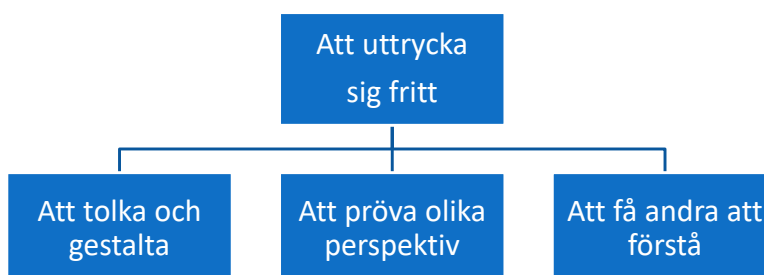 Att uttrycka
sig fritt
Att tolka och
gestalta
Att pröva olika
perspektiv
Att få andra att
förstå